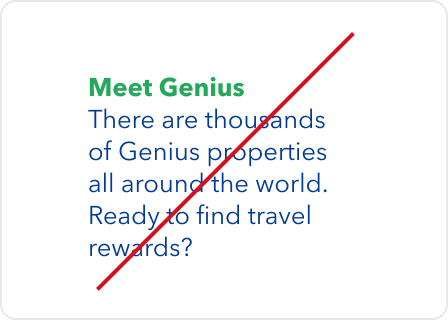 Meet Genius
There are thousands
of Genius properties
all around the world.
Ready to find travel
rewards?